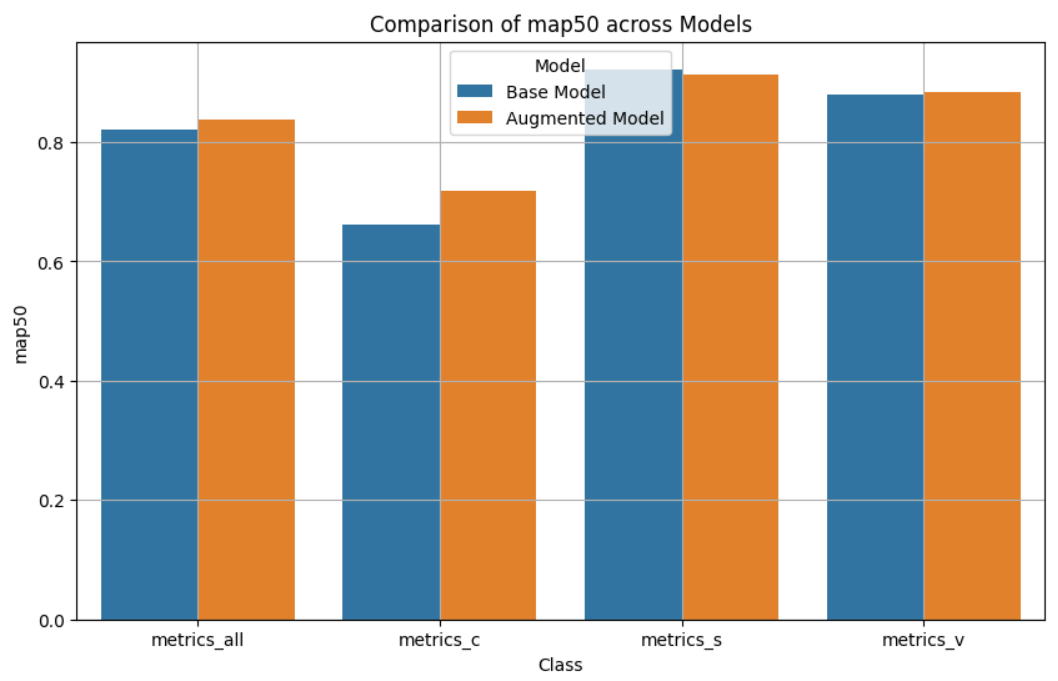 Comparison of map50 across Models
Model
Base Model
Augmented Model
map50
0.8
0.6
0.4
0.2
0.0
metrics_all
metrics_c
metrics_s
metrics_v
Class